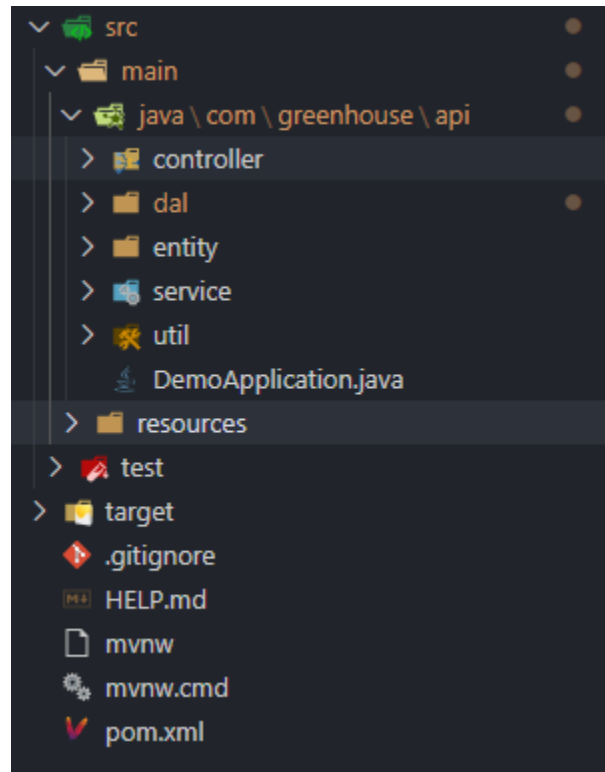 src
main
java \ com \ greenhouse \ api
controller
dal
entity
service
util
DemoApplication.java
resources
test
target
.gitignore
HELP.md
mvnw
mvnw.cmd
pom.xml